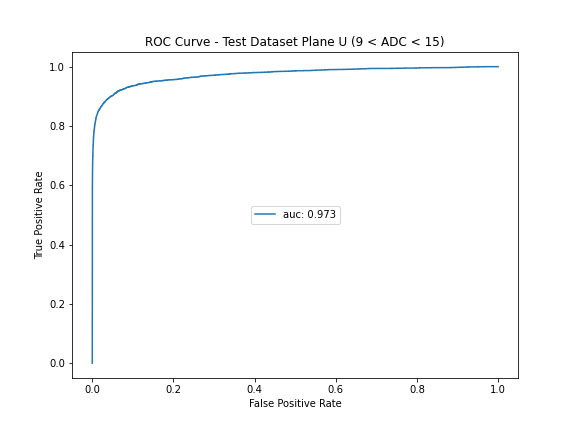 ROC Curve - Test Dataset Plane U (9 < ADC < 15)
True Positive Rate
1.0
0.8
0.6
0.4
0.2
0.0
auc: 0.973
0.0 0.2 0.4 0.6 0.8 1.0
False Positive Rate